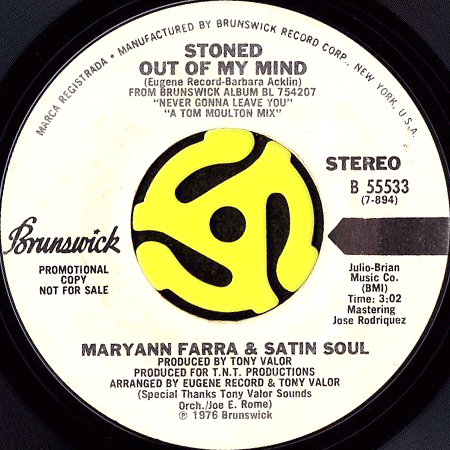 MARCA REGISTRADA • MANUFACTURED BY BRUNSWICK RECORD CORP., NEW YORK, U.S.A.
STONED
OUT OF MY MIND
(Eugene Record-Barbara Acklin)
FROM BRUNSWICK ALBUM BL 754207
"NEVER GONNA LEAVE YOU"
"A TOM MOULTON MIX"
STEREO
B 55533
(7-894)
Brunswick
PROMOTIONAL
COPY
NOT FOR SALE
Julio-Brian
Music Co.
(BMI)
Time: 3:02
Mastering
Jose Rodriquez
MARYANN FARRA & SATIN SOUL
PRODUCED BY TONY VALOR
PRODUCED FOR T.N.T. PRODUCTIONS
ARRANGED BY EUGENE RECORD & TONY VALOR
(Special Thanks Tony Valor Sounds
Orch./Joe E. Rome)
℗ 1976 Brunswick